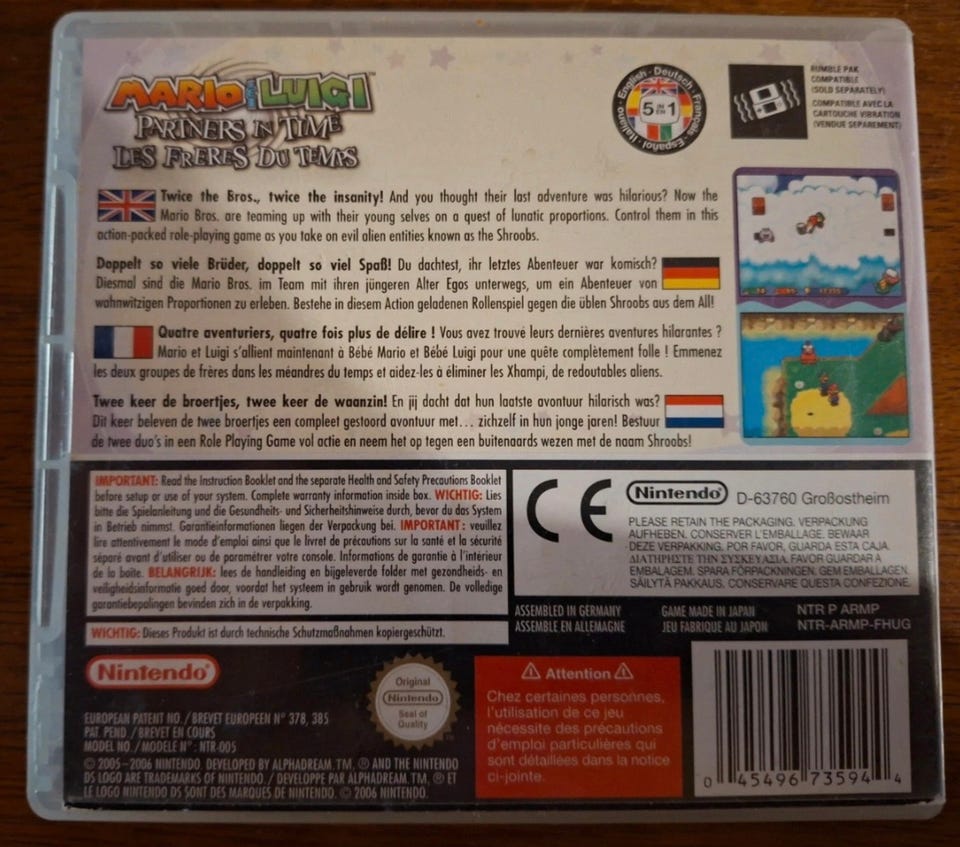 MARIO & LUIGI™
PARTNERS IN TIME
LES FRÈRES DU TEMPS
English · Deutsch · Français · Español · Italiano
5 IN EN 1
RUMBLE PAK
COMPATIBLE
(SOLD SEPARATELY)
COMPATIBLE AVEC LA
CARTOUCHE VIBRATION
(VENDUE SEPAREMENT)
Twice the Bros., twice the insanity! And you thought their last adventure was hilarious? Now the
Mario Bros. are teaming up with their young selves on a quest of lunatic proportions. Control them in this
action-packed role-playing game as you take on evil alien entities known as the Shroobs.
Doppelt so viele Brüder, doppelt so viel Spaß! Du dachtest, ihr letztes Abenteuer war komisch?
Diesmal sind die Mario Bros. im Team mit ihren jüngeren Alter Egos unterwegs, um ein Abenteuer von
wahnwitzigen Proportionen zu erleben. Bestehe in diesem Action geladenen Rollenspiel gegen die üblen Shroobs aus dem All!
Quatre aventuriers, quatre fois plus de délire ! Vous avez trouvé leurs dernières aventures hilarantes ?
Mario et Luigi s'allient maintenant à Bébé Mario et Bébé Luigi pour une quête complètement folle ! Emmenez
les deux groupes de frères dans les méandres du temps et aidez-les à éliminer les Xhampi, de redoutables aliens.
Twee keer de broertjes, twee keer de waanzin! En jij dacht dat hun laatste avontuur hilarisch was?
Dit keer beleven de twee broertjes een compleet gestoord avontuur met... zichzelf in hun jonge jaren! Bestuur
de twee duo's in een Role Playing Game vol actie en neem het op tegen een buitenaards wezen met de naam Shroobs!
IMPORTANT: Read the Instruction Booklet and the separate Health and Safety Precautions Booklet
before setup or use of your system. Complete warranty information inside box. WICHTIG: Lies
bitte die Spielanleitung und die Gesundheits- und Sicherheitshinweise durch, bevor du das System
in Betrieb nimmst. Garantieinformationen liegen der Verpackung bei. IMPORTANT : veuillez
lire attentivement le mode d'emploi ainsi que le livret de précautions sur la santé et la sécurité
séparé avant d'utiliser ou de paramétrer votre console. Informations de garantie à l'intérieur
de la boîte. BELANGRIJK: lees de handleiding en bijgeleverde folder met gezondheids- en
veiligheidsinformatie goed door, voordat het systeem in gebruik wordt genomen. De volledige
garantiebepalingen bevinden zich in de verpakking.
WICHTIG: Dieses Produkt ist durch technische Schutzmaßnahmen kopiergeschützt.
CE
Nintendo® D-63760 Großostheim
PLEASE RETAIN THE PACKAGING. VERPACKUNG
AUFHEBEN. CONSERVER L'EMBALLAGE. BEWAAR
DEZE VERPAKKING. POR FAVOR, GUARDA ESTA CAJA.
ΔΙΑΤΗΡΗΣΤΕ ΤΗΝ ΣΥΣΚΕΥΑΣΙΑ. FAVOR GUARDAR A
EMBALAGEM. SPARA FÖRPACKNINGEN. GEM EMBALLAGEN.
SÄILYTÄ PAKKAUS. CONSERVARE QUESTA CONFEZIONE.
ASSEMBLED IN GERMANY
ASSEMBLE EN ALLEMAGNE
GAME MADE IN JAPAN
JEU FABRIQUE AU JAPON
NTR P ARMP
NTR-ARMP-FHUG
Nintendo®
Original
Nintendo
Seal of
Quality
EUROPEAN PATENT NO. / BREVET EUROPEEN N° 378, 385
PAT. PEND. / BREVET EN COURS
MODEL NO. / MODELE N° : NTR-005
© 2005–2006 NINTENDO. DEVELOPED BY ALPHADREAM. TM, ® AND THE NINTENDO
DS LOGO ARE TRADEMARKS OF NINTENDO. / DEVELOPPE PAR ALPHADREAM. TM, ® ET
LE LOGO NINTENDO DS SONT DES MARQUES DE NINTENDO. © 2006 NINTENDO.
Attention
Chez certaines personnes,
l'utilisation de ce jeu
nécessite des précautions
d'emploi particulières qui
sont détaillées dans la notice
ci-jointe.
0 45496 73594 4